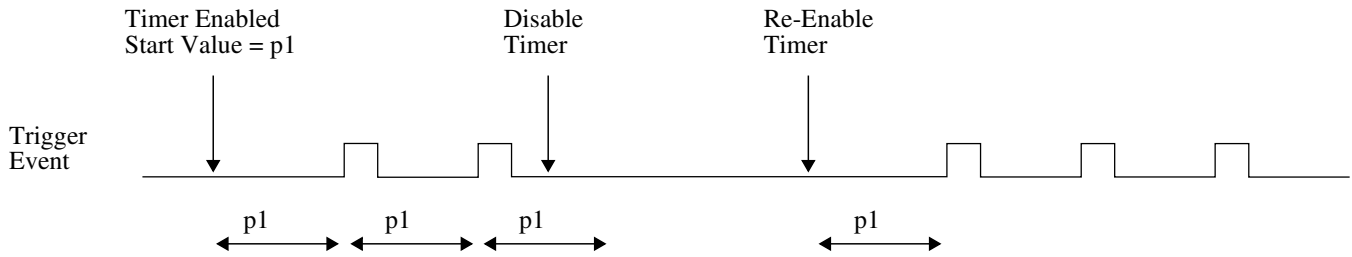 Timer Enabled
Start Value = p1
Disable
Timer
Re-Enable
Timer
Trigger
Event
p1
p1
p1
p1